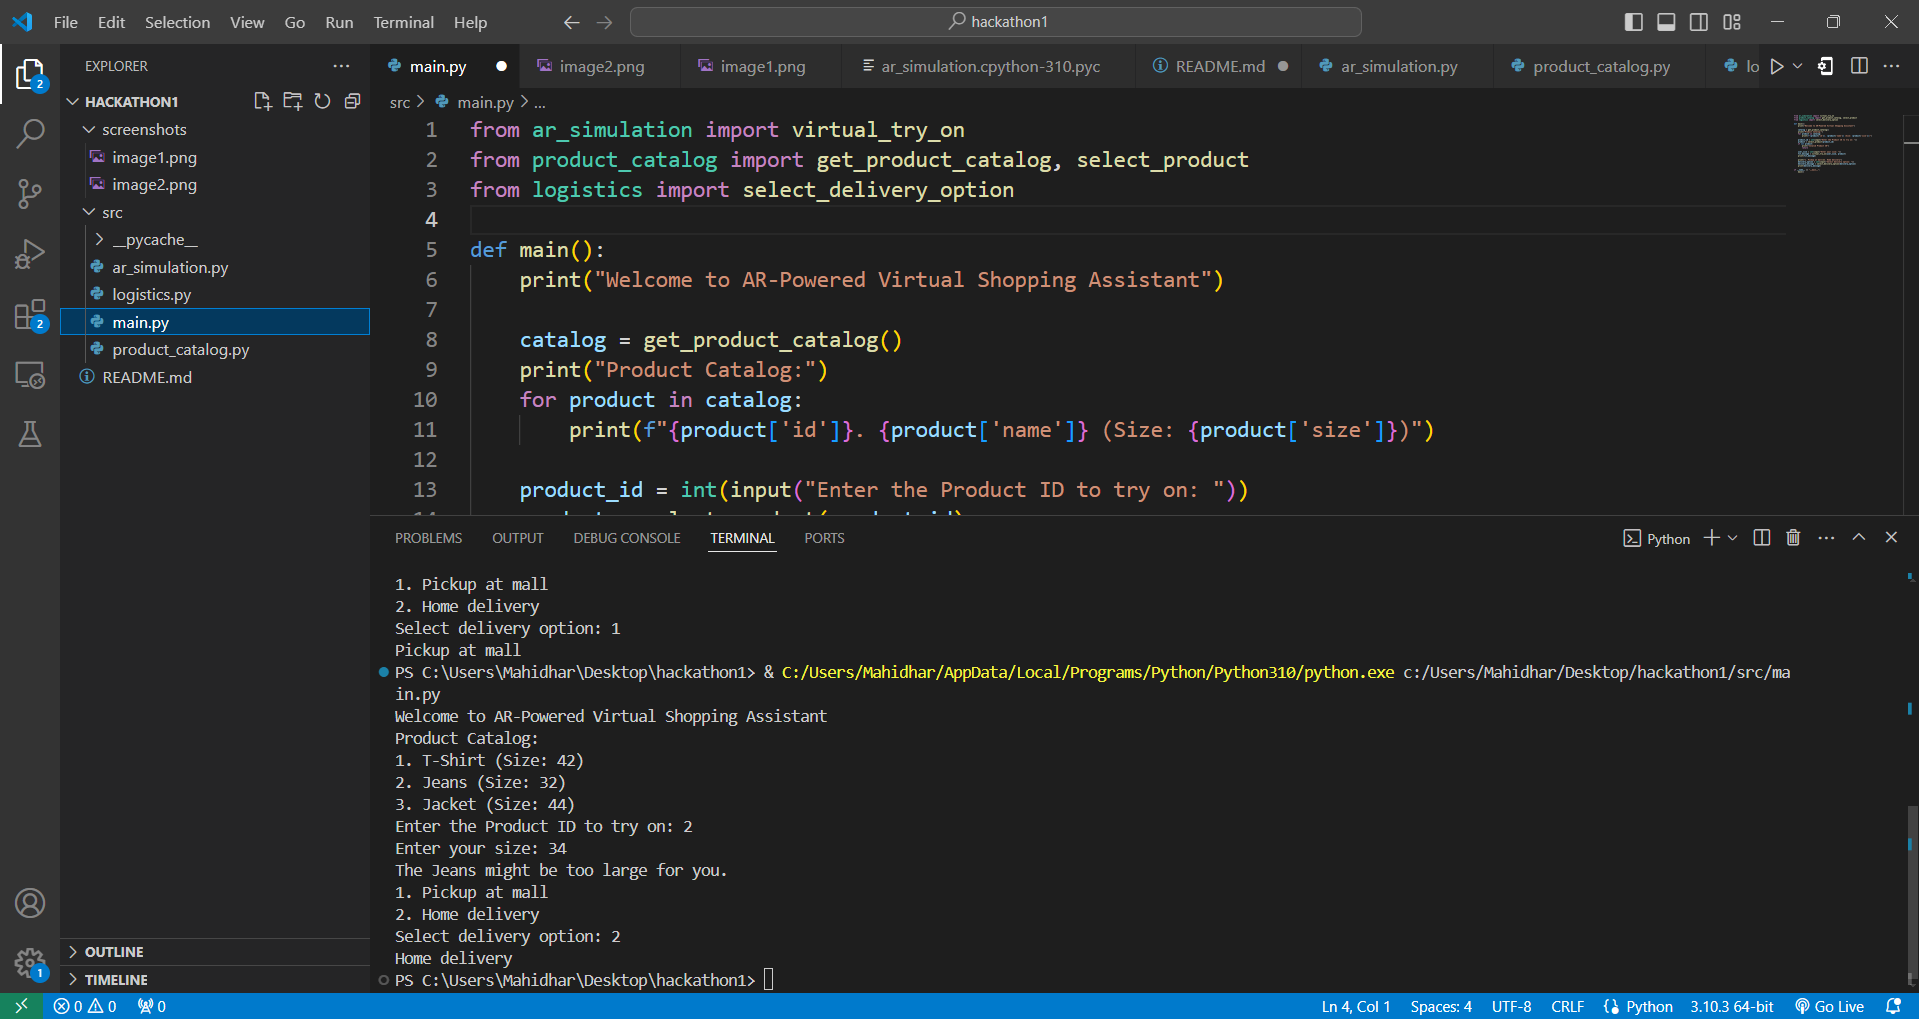 File Edit Selection View Go Run Terminal Help
hackathon1
EXPLORER
HACKATHON1
screenshots
image1.png
image2.png
src
__pycache__
ar_simulation.py
logistics.py
main.py
product_catalog.py
README.md
OUTLINE
TIMELINE
2
2
1
main.py image2.png image1.png ar_simulation.cpython-310.pyc README.md ar_simulation.py product_catalog.py lo
src > main.py > ...
1 from ar_simulation import virtual_try_on
2 from product_catalog import get_product_catalog, select_product
3 from logistics import select_delivery_option
4
5 def main():
6 print("Welcome to AR-Powered Virtual Shopping Assistant")
7
8 catalog = get_product_catalog()
9 print("Product Catalog:")
10 for product in catalog:
11 print(f"{product['id']}. {product['name']} (Size: {product['size']})")
12
13 product_id = int(input("Enter the Product ID to try on: "))
PROBLEMS OUTPUT DEBUG CONSOLE TERMINAL PORTS
Python
1. Pickup at mall
2. Home delivery
Select delivery option: 1
Pickup at mall
PS C:\Users\Mahidhar\Desktop\hackathon1> & C:/Users/Mahidhar/AppData/Local/Programs/Python/Python310/python.exe c:/Users/Mahidhar/Desktop/hackathon1/src/ma
in.py
Welcome to AR-Powered Virtual Shopping Assistant
Product Catalog:
1. T-Shirt (Size: 42)
2. Jeans (Size: 32)
3. Jacket (Size: 44)
Enter the Product ID to try on: 2
Enter your size: 34
The Jeans might be too large for you.
1. Pickup at mall
2. Home delivery
Select delivery option: 2
Home delivery
PS C:\Users\Mahidhar\Desktop\hackathon1>
0 0 0 Ln 4, Col 1 Spaces: 4 UTF-8 CRLF {} Python 3.10.3 64-bit Go Live